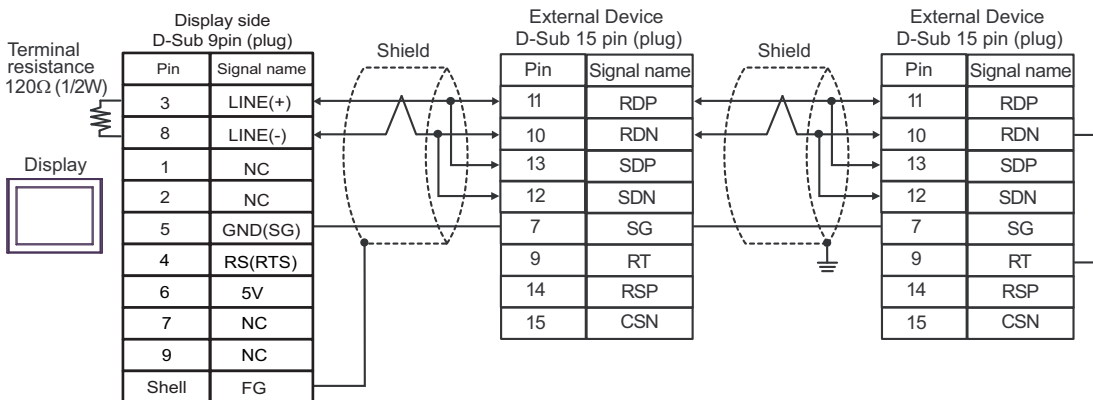 Terminal
resistance
120Ω (1/2W)
Display
Display side
D-Sub 9pin (plug)
Pin Signal name
3 LINE(+)
8 LINE(-)
1 NC
2 NC
5 GND(SG)
4 RS(RTS)
6 5V
7 NC
9 NC
Shell FG
Shield
External Device
D-Sub 15 pin (plug)
Pin Signal name
11 RDP
10 RDN
13 SDP
12 SDN
7 SG
9 RT
14 RSP
15 CSN
Shield
External Device
D-Sub 15 pin (plug)
Pin Signal name
11 RDP
10 RDN
13 SDP
12 SDN
7 SG
9 RT
14 RSP
15 CSN